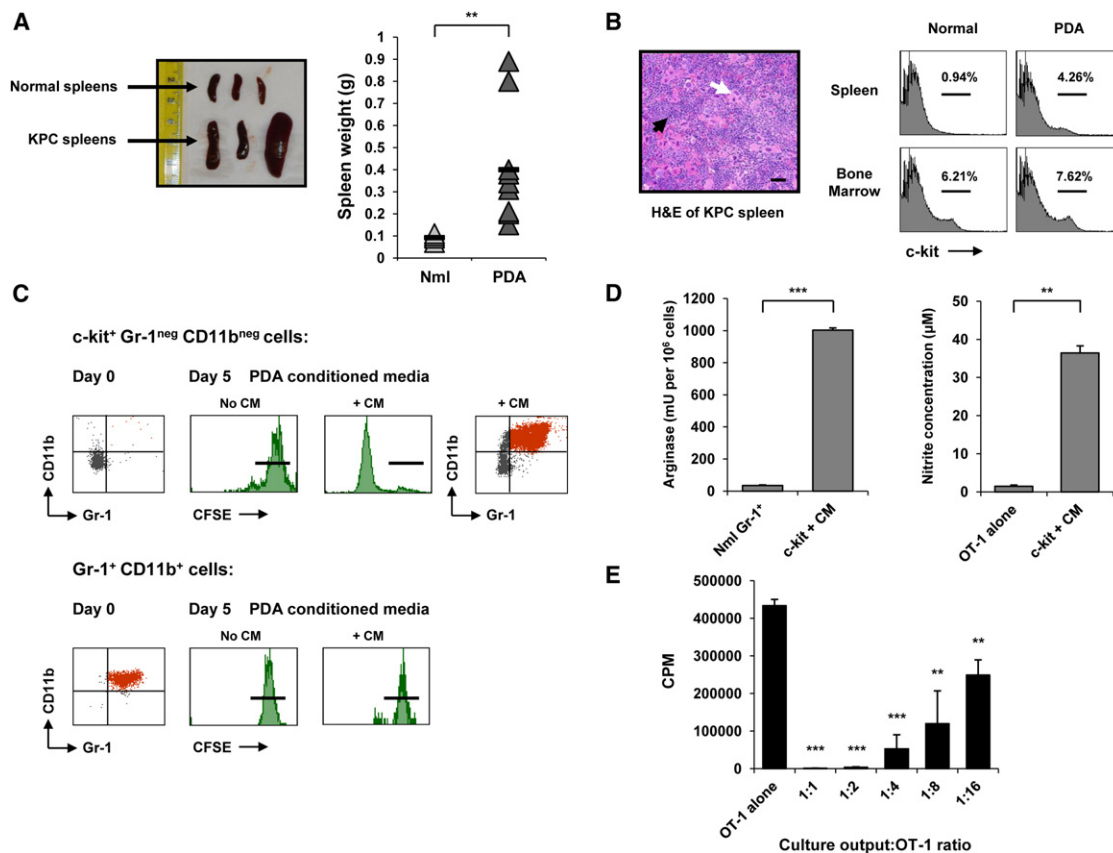 A
Normal spleens
KPC spleens
**
Spleen weight (g)
1
0.9
0.8
0.7
0.6
0.5
0.4
0.3
0.2
0.1
0
Nml
PDA
B
H&E of KPC spleen
Normal
PDA
Spleen
0.94%
4.26%
Bone
Marrow
6.21%
7.62%
c-kit
C
c-kit+ Gr-1neg CD11bneg cells:
Day 0
Day 5 PDA conditioned media
No CM
+ CM
+ CM
CD11b
Gr-1
CFSE
CD11b
Gr-1
Gr-1+ CD11b+ cells:
Day 0
Day 5 PDA conditioned media
No CM
+ CM
CD11b
Gr-1
CFSE
D
***
Arginase (mU per 10⁶ cells)
1200
1000
800
600
400
200
0
Nml Gr-1+
c-kit + CM
**
Nitrite concentration (µM)
50
40
30
20
10
0
OT-1 alone
c-kit + CM
E
CPM
500000
400000
300000
200000
100000
0
***
***
***
**
**
OT-1 alone
1:1
1:2
1:4
1:8
1:16
Culture output:OT-1 ratio